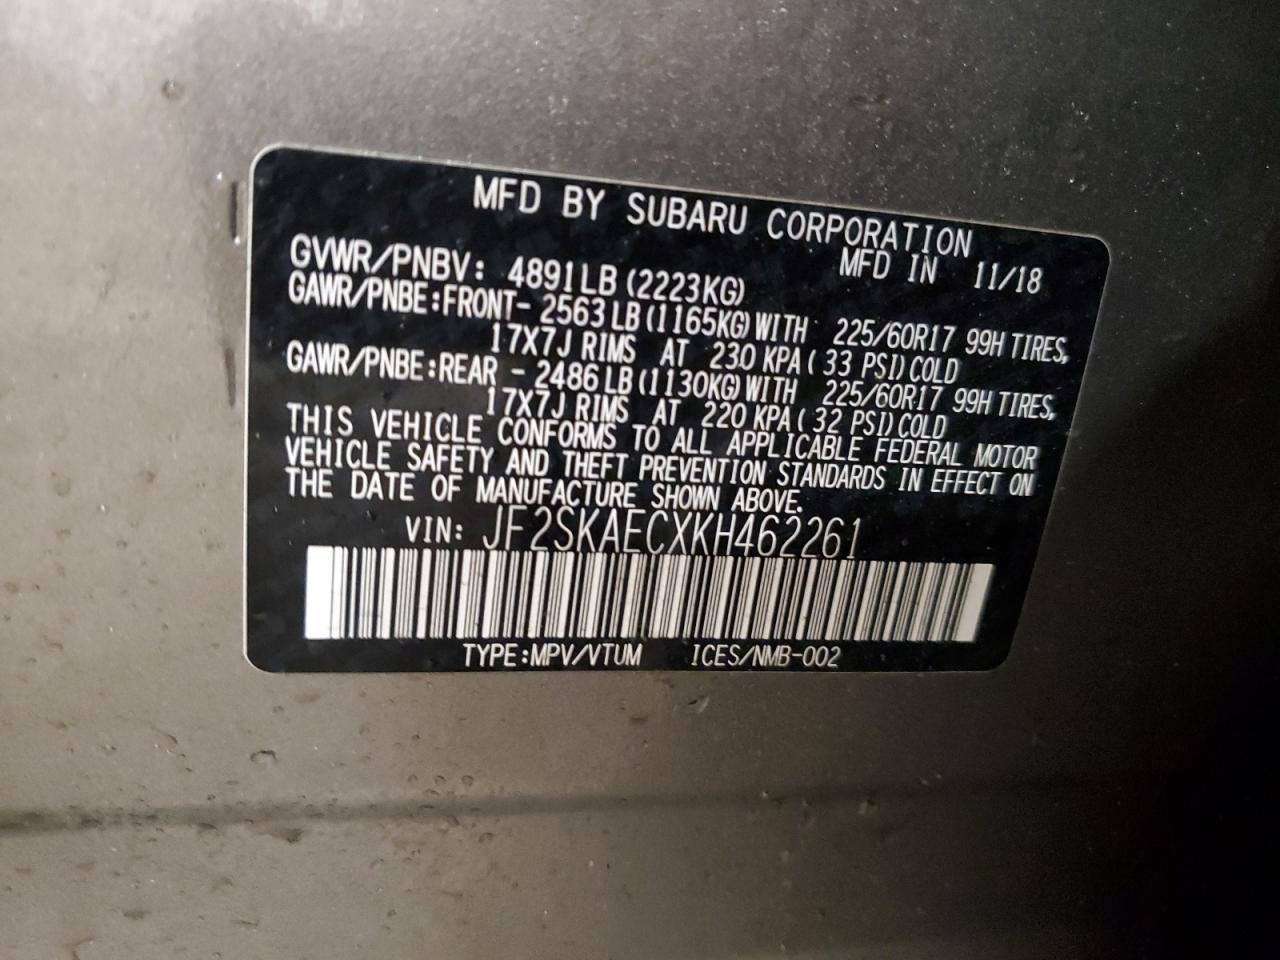 MFD BY SUBARU CORPORATION
MFD IN 11/18
GVWR/PNBV: 4891LB (2223KG)
GAWR/PNBE:FRONT- 2563LB (1165KG) WITH 225/60R17 99H TIRES,
17X7J RIMS AT 230 KPA ( 33 PSI) COLD
GAWR/PNBE:REAR - 2486LB (1130KG) WITH 225/60R17 99H TIRES,
17X7J RIMS AT 220 KPA ( 32 PSI) COLD
THIS VEHICLE CONFORMS TO ALL APPLICABLE FEDERAL MOTOR
VEHICLE SAFETY AND THEFT PREVENTION STANDARDS IN EFFECT ON
THE DATE OF MANUFACTURE SHOWN ABOVE.
VIN: JF2SKAECXKH462261
TYPE:MPV/VTUM ICES/NMB-002